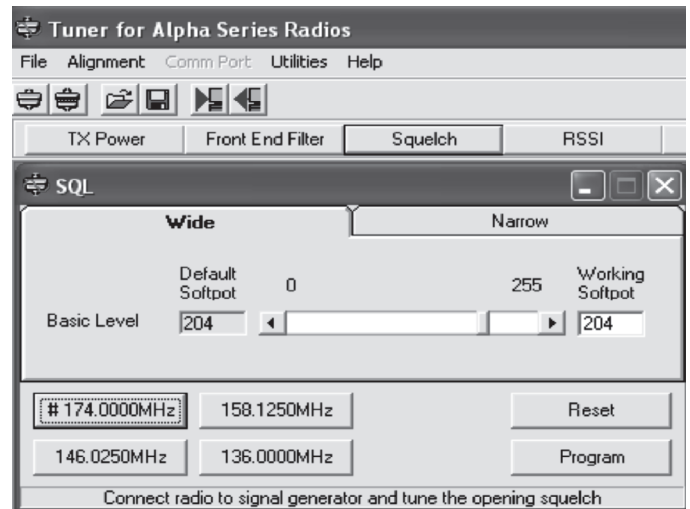 Tuner for Alpha Series Radios
File Alignment Comm Port Utilities Help
TX Power Front End Filter Squelch RSSI
SQL
Wide Narrow
Default Softpot 0 255 Working Softpot
Basic Level 204 204
# 174.0000MHz 158.1250MHz Reset
146.0250MHz 136.0000MHz Program
Connect radio to signal generator and tune the opening squelch